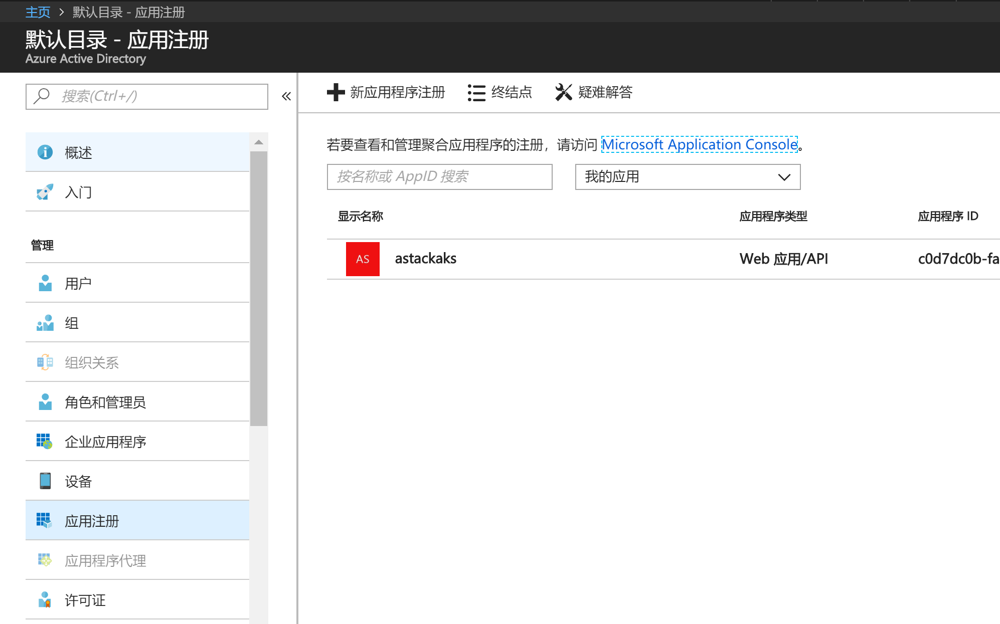 主页 > 默认目录 - 应用注册
默认目录 - 应用注册
Azure Active Directory
搜索(Ctrl+/)
概述
入门
管理
用户
组
组织关系
角色和管理员
企业应用程序
设备
应用注册
应用程序代理
许可证
新应用程序注册 终结点 疑难解答
若要查看和管理聚合应用程序的注册，请访问 Microsoft Application Console。
按名称或 AppID 搜索 我的应用
显示名称 应用程序类型 应用程序 ID
AS astackaks Web 应用/API c0d7dc0b-fa